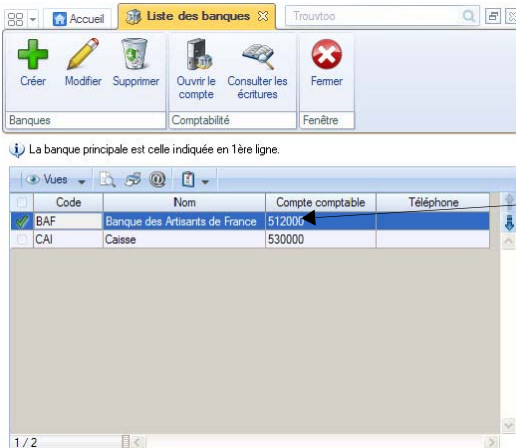 Accueil
Liste des banques
Trouvtoo
Créer Modifier Supprimer Ouvrir le compte Consulter les écritures Fermer
Banques Comptabilité Fenêtre
La banque principale est celle indiquée en 1ère ligne.
Vues
Code Nom Compte comptable Téléphone
BAF Banque des Artisants de France 512000
CAI Caisse 530000
1 / 2